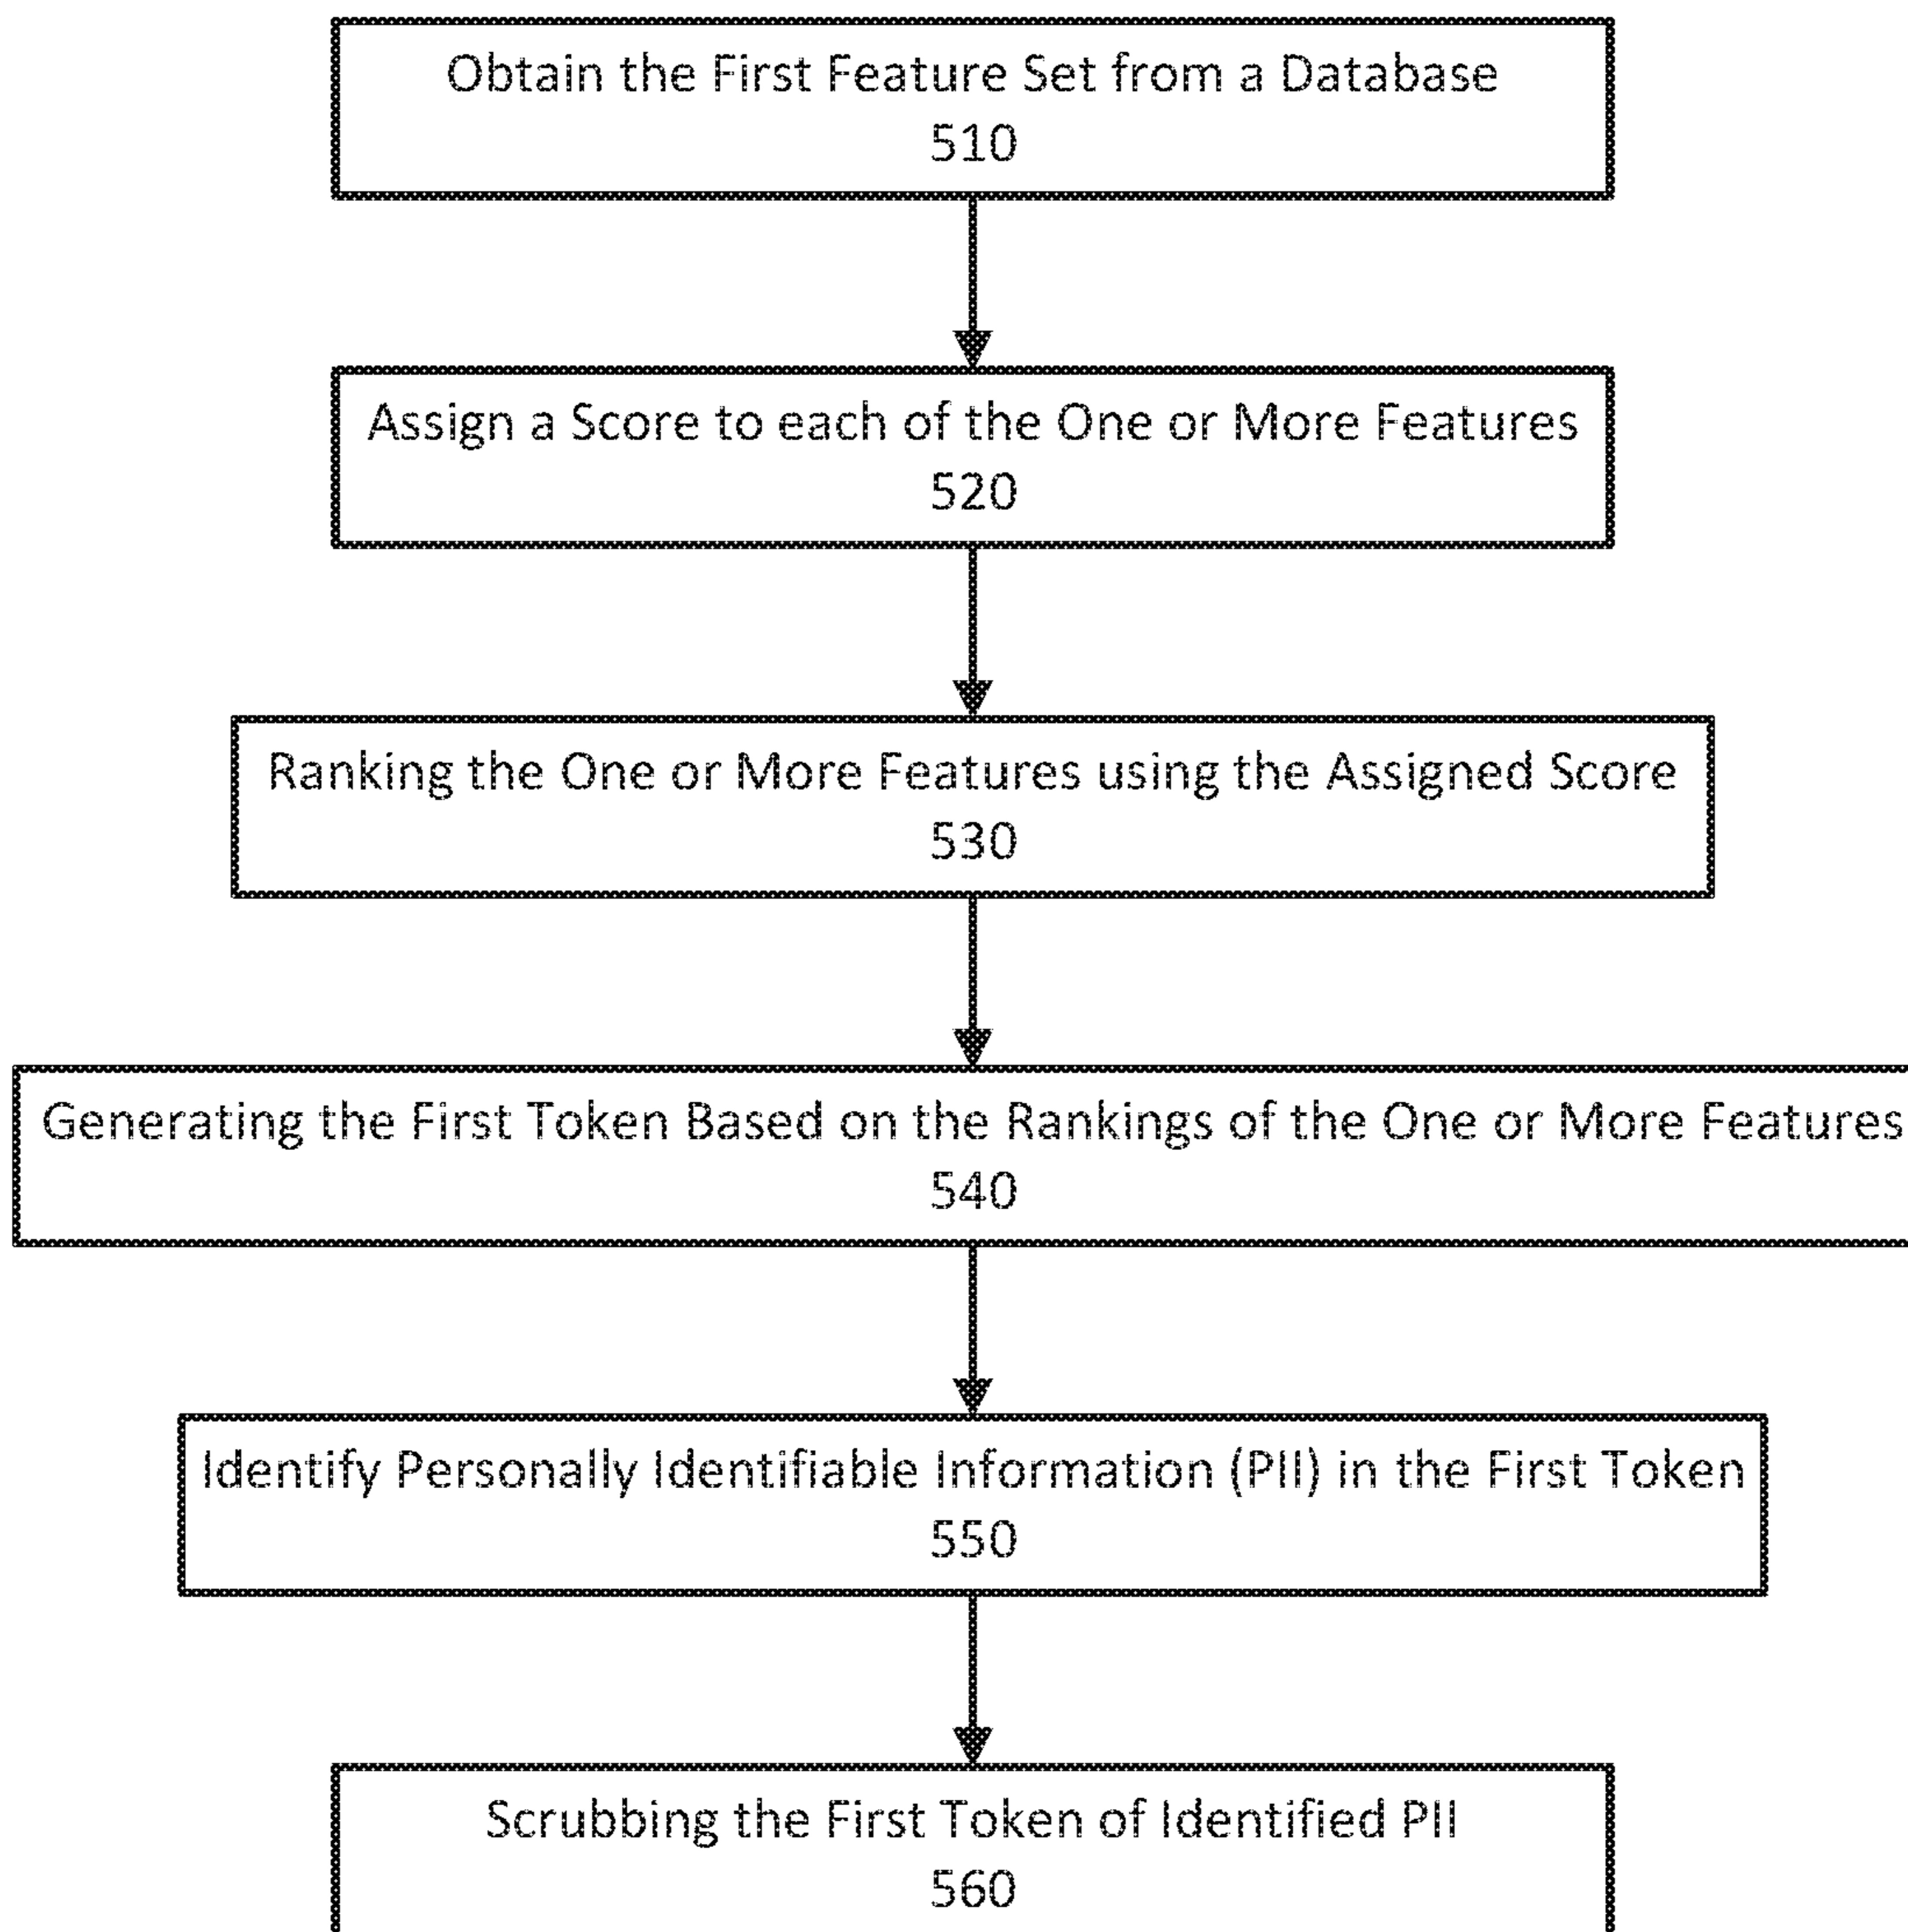 Obtain the First Feature Set from a Database
510
Assign a Score to each of the One or More Features
520
Ranking the One or More Features using the Assigned Score
530
Generating the First Token Based on the Rankings of the One or More Features
540
Identify Personally Identifiable Information (PII) in the First Token
550
Scrubbing the First Token of Identified PII
560